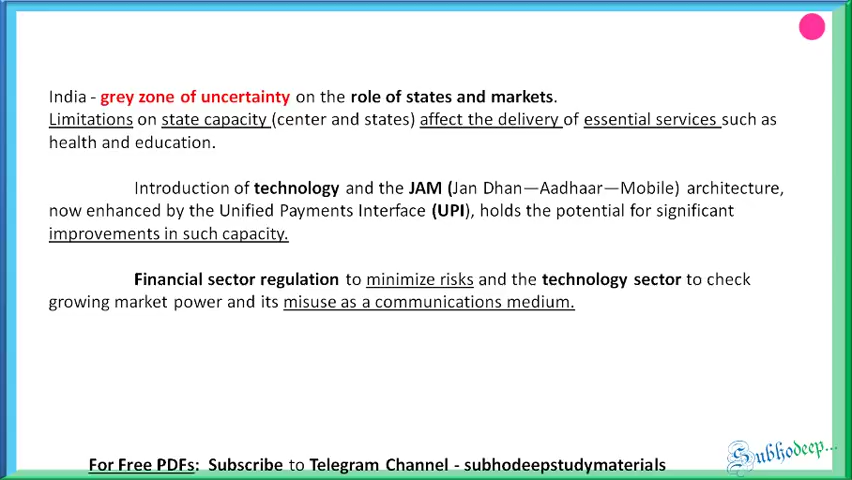 India - grey zone of uncertainty on the role of states and markets.
Limitations on state capacity (center and states) affect the delivery of essential services such as
health and education.
Introduction of technology and the JAM (Jan Dhan—Aadhaar—Mobile) architecture,
now enhanced by the Unified Payments Interface (UPI), holds the potential for significant
improvements in such capacity.
Financial sector regulation to minimize risks and the technology sector to check
growing market power and its misuse as a communications medium.
Subhodeep...
For Free PDFs: Subscribe to Telegram Channel - subhodeepstudymaterials